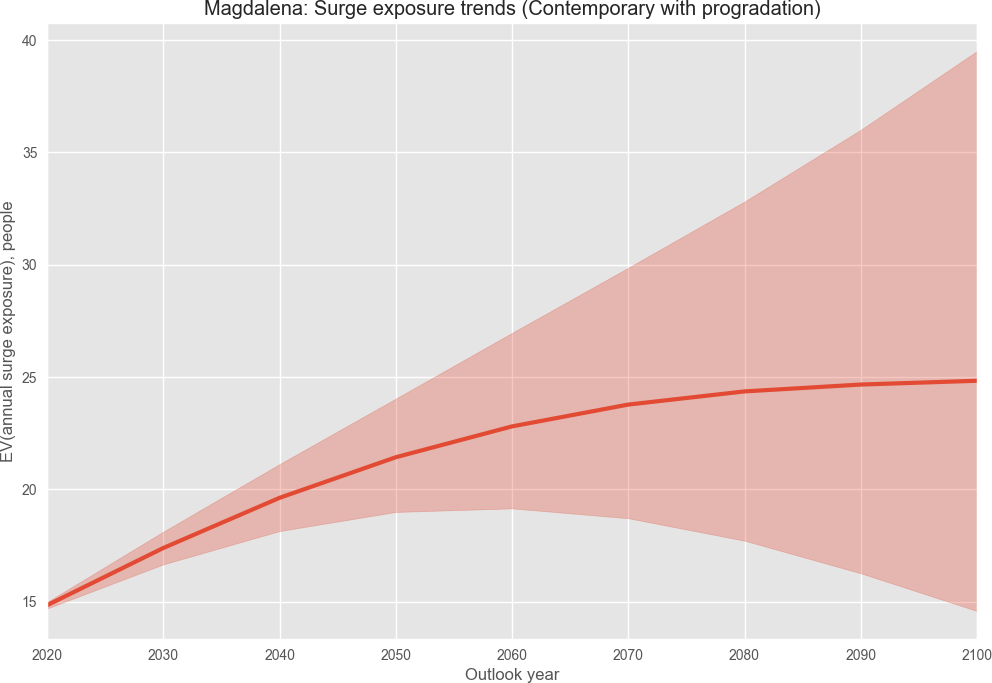 Magdalena: Surge exposure trends (Contemporary with progradation)
EV(annual surge exposure), people
40
35
30
25
20
15
2020 2030 2040 2050 2060 2070 2080 2090 2100
Outlook year